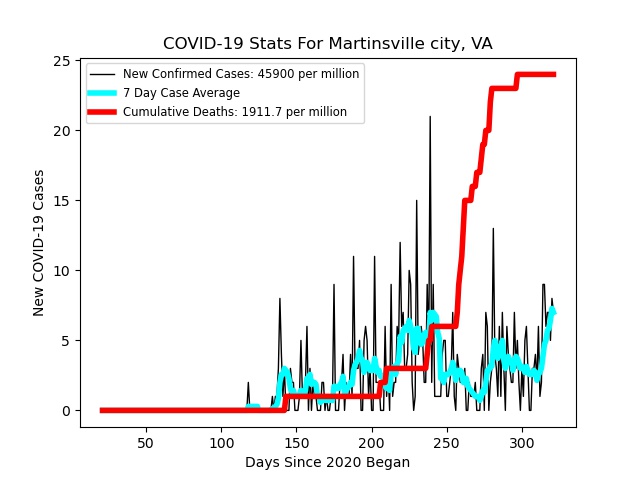 COVID-19 Stats For Martinsville city, VA
New Confirmed Cases: 45900 per million
7 Day Case Average
Cumulative Deaths: 1911.7 per million
New COVID-19 Cases
25
20
15
10
5
0
50 100 150 200 250 300
Days Since 2020 Began